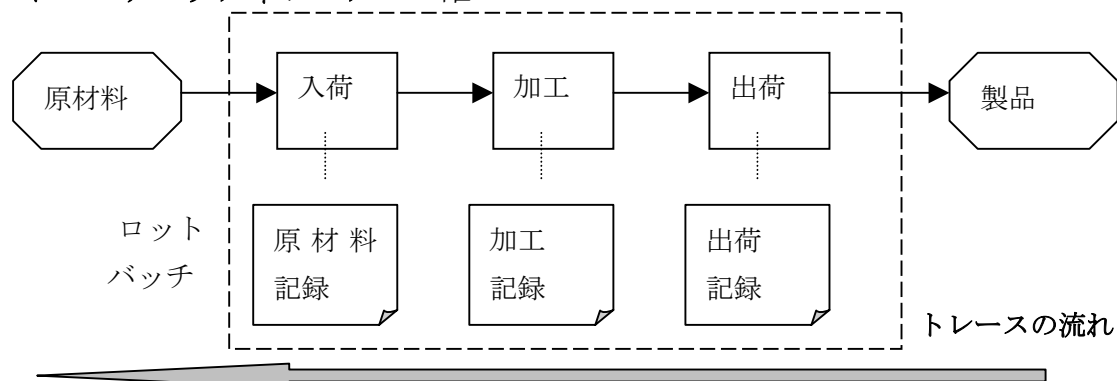 原材料
入荷
加工
出荷
製品
ロット
バッチ
原材料
記録
加工
記録
出荷
記録
トレースの流れ